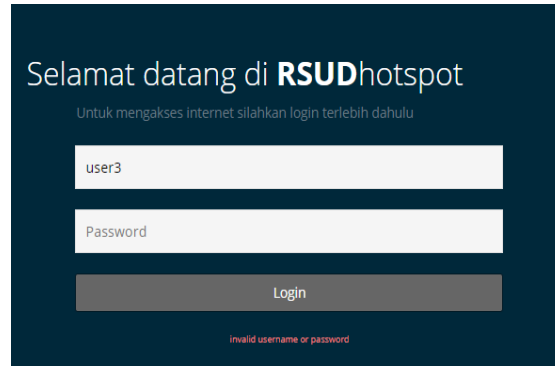 Selamat datang di RSUDhotspot
Untuk mengakses internet silahkan login terlebih dahulu
user3
Password
Login
invalid username or password